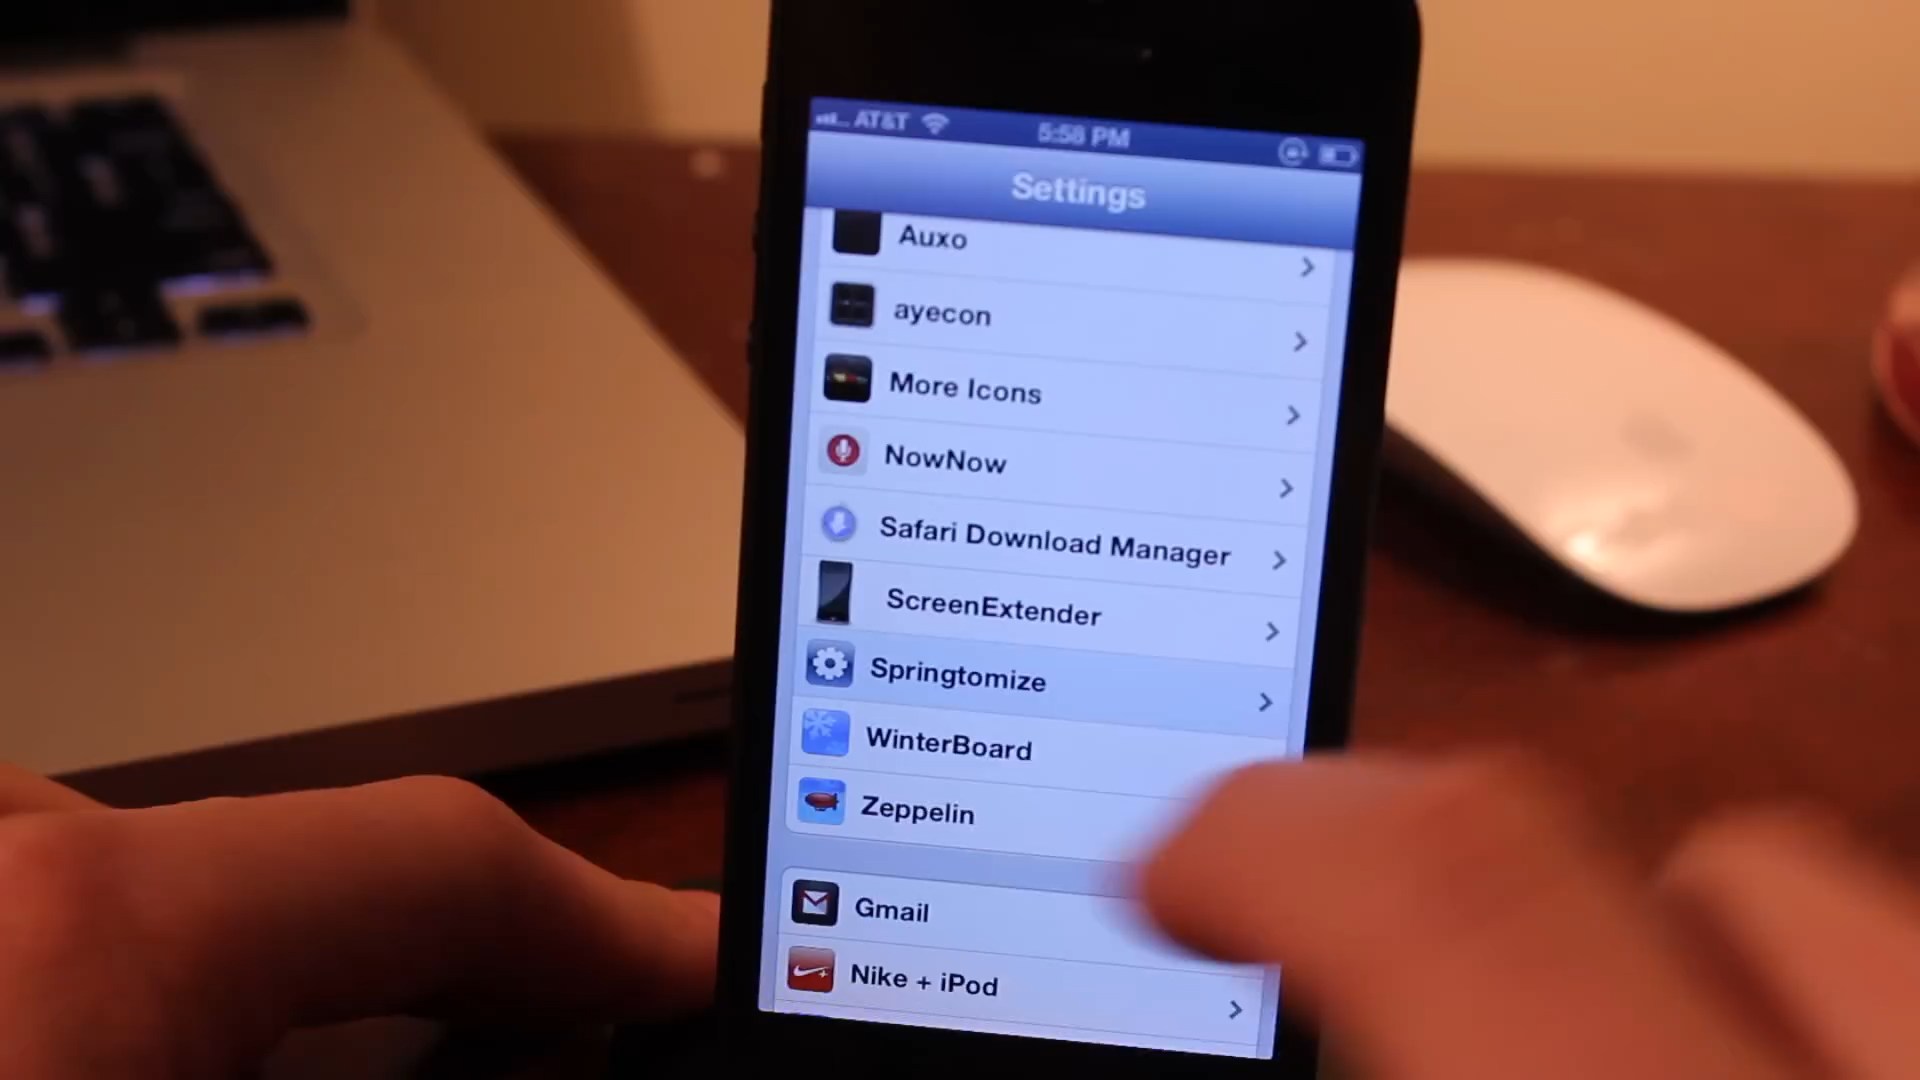 AT&T
5:58 PM
Settings
Auxo
ayecon
More Icons
NowNow
Safari Download Manager
ScreenExtender
Springtomize
WinterBoard
Zeppelin
Gmail
Nike + iPod